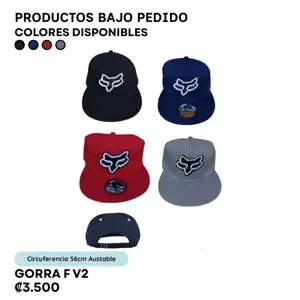 PRODUCTOS BAJO PEDIDO
COLORES DISPONIBLES
Circuferencia 56cm Austable
GORRA F V2
₡3.500